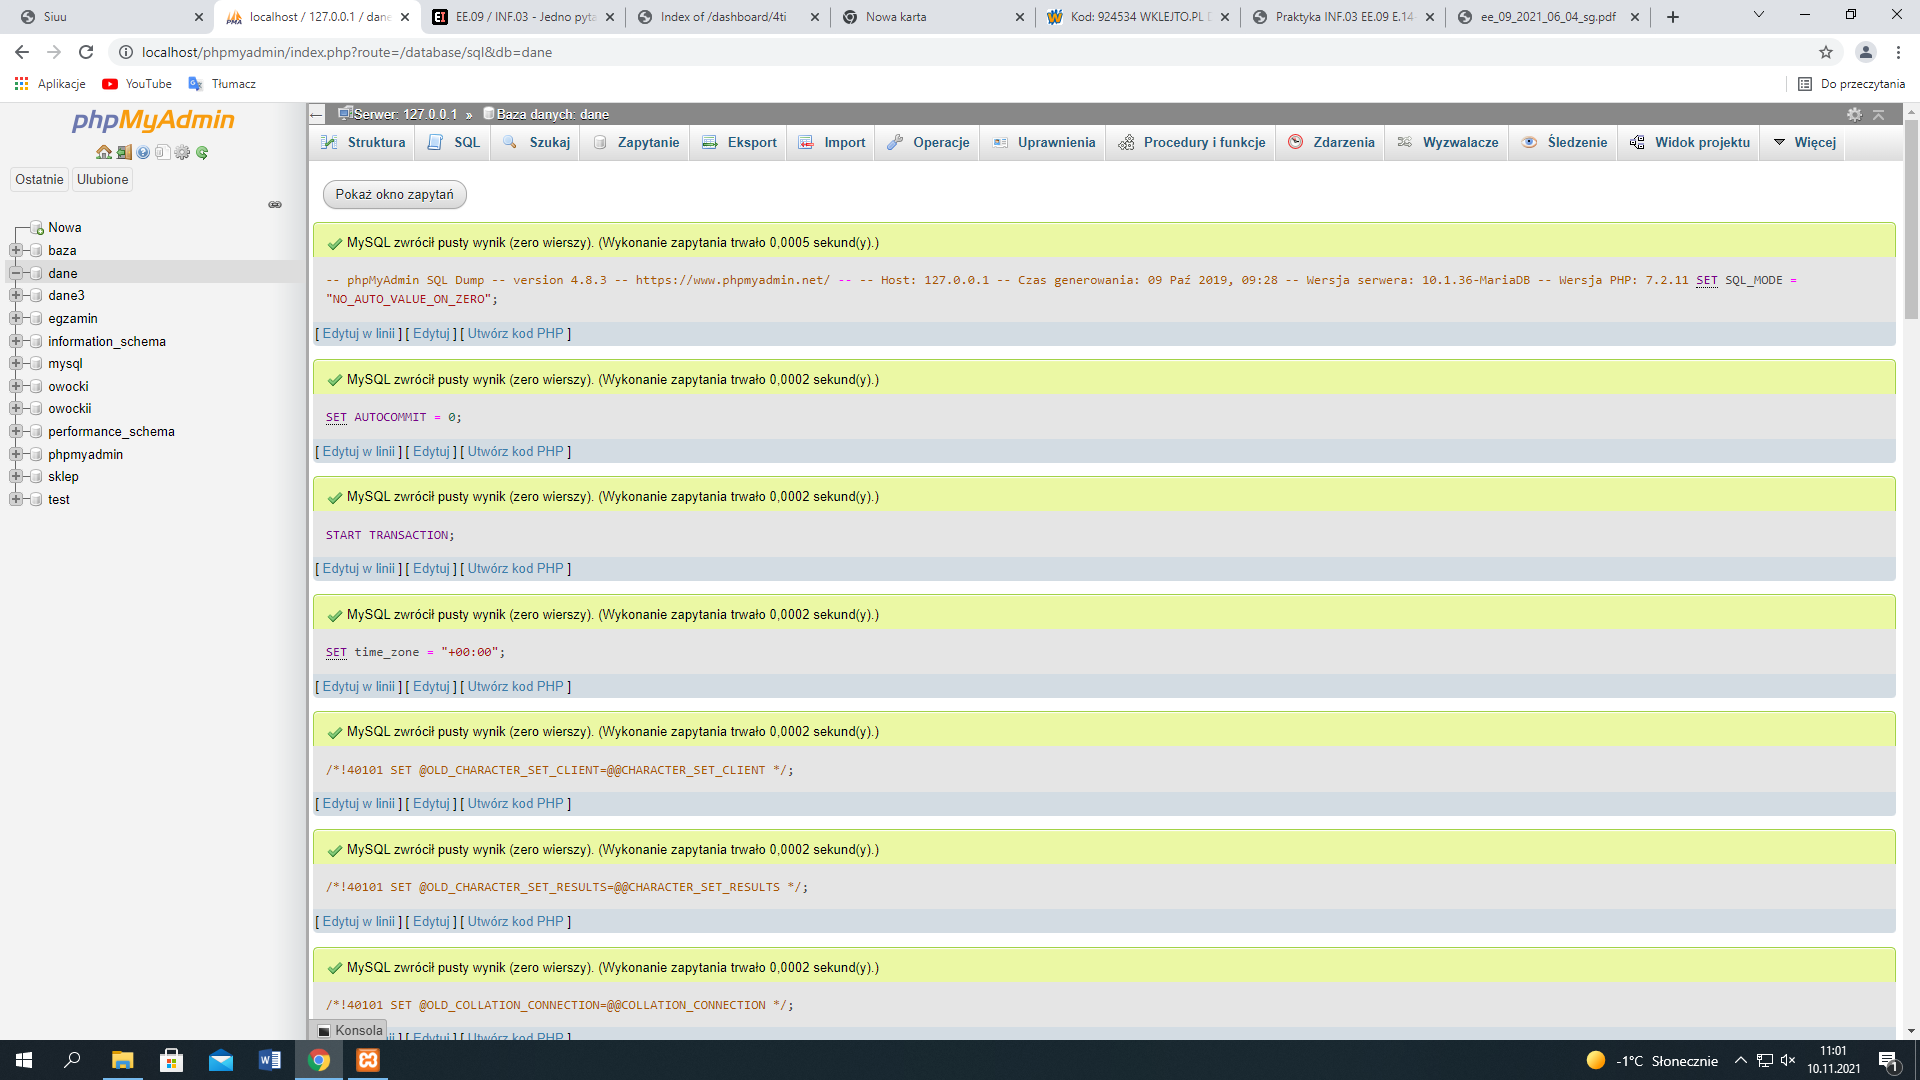 Siuu
localhost / 127.0.0.1 / dane
EE.09 / INF.03 - Jedno pyta
Index of /dashboard/4ti
Nowa karta
Kod: 924534 WKLEJTO.PL
Praktyka INF.03 EE.09 E.14
ee_09_2021_06_04_sg.pdf
localhost/phpmyadmin/index.php?route=/database/sql&db=dane
Aplikacje
YouTube
Tłumacz
Do przeczytania
phpMyAdmin
Ostatnie
Ulubione
Nowa
baza
dane
dane3
egzamin
information_schema
mysql
owocki
owockii
performance_schema
phpmyadmin
sklep
test
Serwer: 127.0.0.1 » Baza danych: dane
Struktura
SQL
Szukaj
Zapytanie
Eksport
Import
Operacje
Uprawnienia
Procedury i funkcje
Zdarzenia
Wyzwalacze
Śledzenie
Widok projektu
Więcej
Pokaż okno zapytań
MySQL zwrócił pusty wynik (zero wierszy). (Wykonanie zapytania trwało 0,0005 sekund(y).)
-- phpMyAdmin SQL Dump -- version 4.8.3 -- https://www.phpmyadmin.net/ -- -- Host: 127.0.0.1 -- Czas generowania: 09 Paź 2019, 09:28 -- Wersja serwera: 10.1.36-MariaDB -- Wersja PHP: 7.2.11 SET SQL_MODE =
"NO_AUTO_VALUE_ON_ZERO";
[ Edytuj w linii ] [ Edytuj ] [ Utwórz kod PHP ]
MySQL zwrócił pusty wynik (zero wierszy). (Wykonanie zapytania trwało 0,0002 sekund(y).)
SET AUTOCOMMIT = 0;
[ Edytuj w linii ] [ Edytuj ] [ Utwórz kod PHP ]
MySQL zwrócił pusty wynik (zero wierszy). (Wykonanie zapytania trwało 0,0002 sekund(y).)
START TRANSACTION;
[ Edytuj w linii ] [ Edytuj ] [ Utwórz kod PHP ]
MySQL zwrócił pusty wynik (zero wierszy). (Wykonanie zapytania trwało 0,0002 sekund(y).)
SET time_zone = "+00:00";
[ Edytuj w linii ] [ Edytuj ] [ Utwórz kod PHP ]
MySQL zwrócił pusty wynik (zero wierszy). (Wykonanie zapytania trwało 0,0002 sekund(y).)
/*!40101 SET @OLD_CHARACTER_SET_CLIENT=@@CHARACTER_SET_CLIENT */;
[ Edytuj w linii ] [ Edytuj ] [ Utwórz kod PHP ]
MySQL zwrócił pusty wynik (zero wierszy). (Wykonanie zapytania trwało 0,0002 sekund(y).)
/*!40101 SET @OLD_CHARACTER_SET_RESULTS=@@CHARACTER_SET_RESULTS */;
[ Edytuj w linii ] [ Edytuj ] [ Utwórz kod PHP ]
MySQL zwrócił pusty wynik (zero wierszy). (Wykonanie zapytania trwało 0,0002 sekund(y).)
/*!40101 SET @OLD_COLLATION_CONNECTION=@@COLLATION_CONNECTION */;
Konsola
] [ Edytuj ] [ Utwórz kod PHP ]
-1°C Słonecznie
11:01
10.11.2021
1